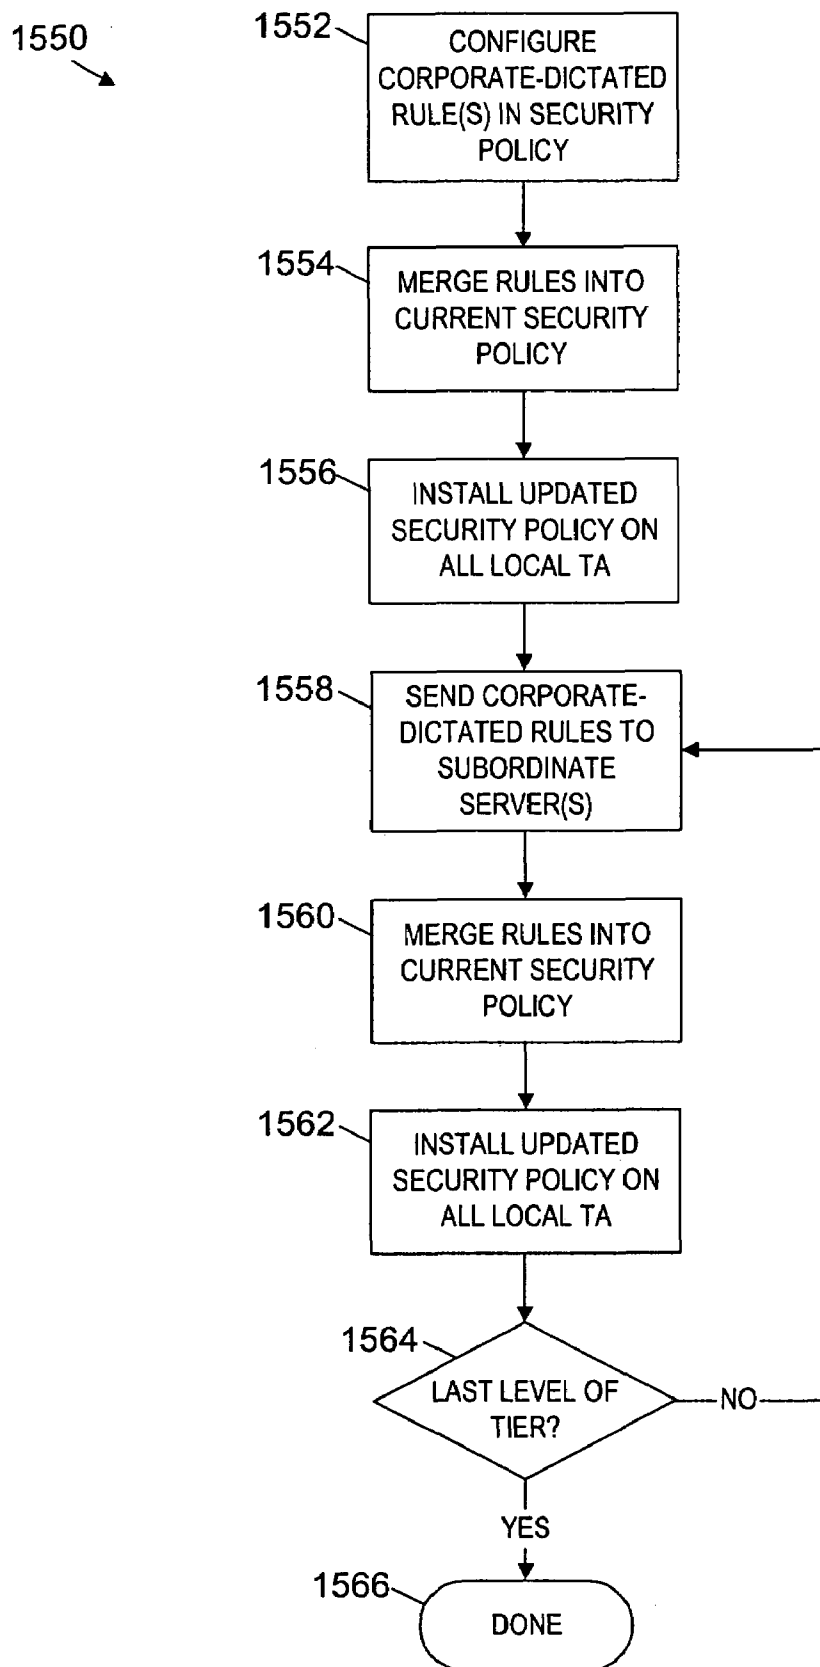 1550
1552
CONFIGURE
CORPORATE-DICTATED
RULE(S) IN SECURITY
POLICY
1554
MERGE RULES INTO
CURRENT SECURITY
POLICY
1556
INSTALL UPDATED
SECURITY POLICY ON
ALL LOCAL TA
1558
SEND CORPORATE-
DICTATED RULES TO
SUBORDINATE
SERVER(S)
1560
MERGE RULES INTO
CURRENT SECURITY
POLICY
1562
INSTALL UPDATED
SECURITY POLICY ON
ALL LOCAL TA
1564
LAST LEVEL OF
TIER?
NO
YES
1566
DONE